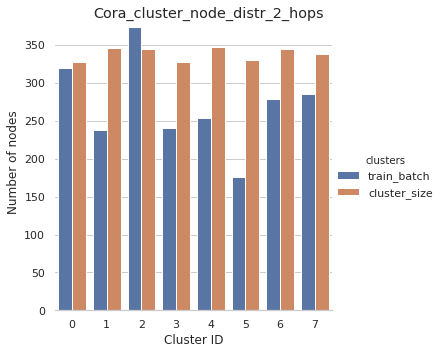 Cora_cluster_node_distr_2_hops
350
300
250
200
150
100
50
0
Number of nodes
0 1 2 3 4 5 6 7
Cluster ID
clusters
train_batch
cluster_size